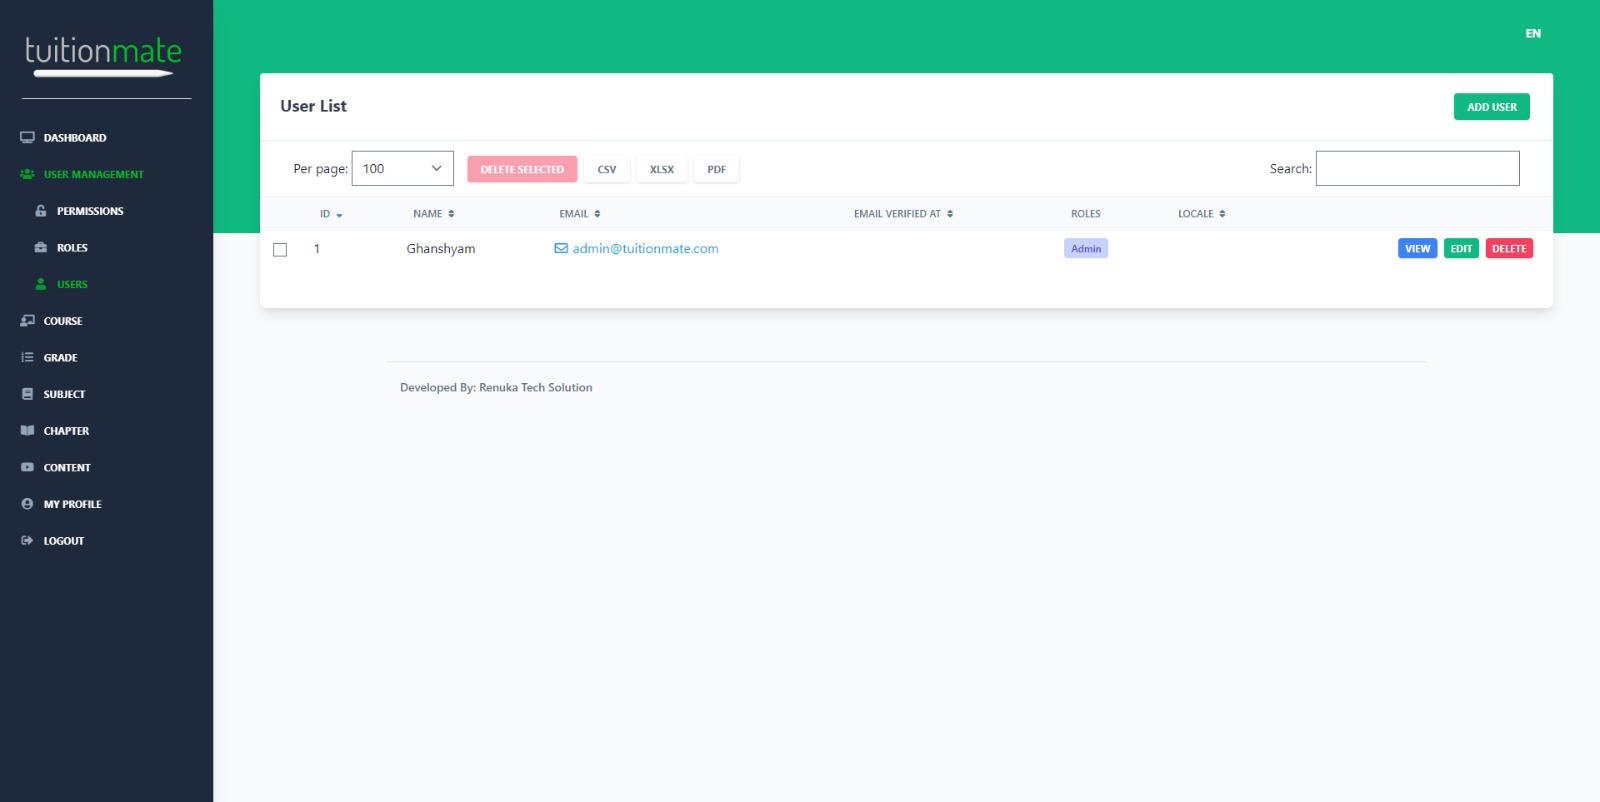 tuitionmate
DASHBOARD
USER MANAGEMENT
PERMISSIONS
ROLES
USERS
COURSE
GRADE
SUBJECT
CHAPTER
CONTENT
MY PROFILE
LOGOUT
EN
User List
ADD USER
Per page: 100 DELETE SELECTED CSV XLSX PDF Search:
ID NAME EMAIL EMAIL VERIFIED AT ROLES LOCALE
1 Ghanshyam admin@tuitionmate.com Admin VIEW EDIT DELETE
Developed By: Renuka Tech Solution